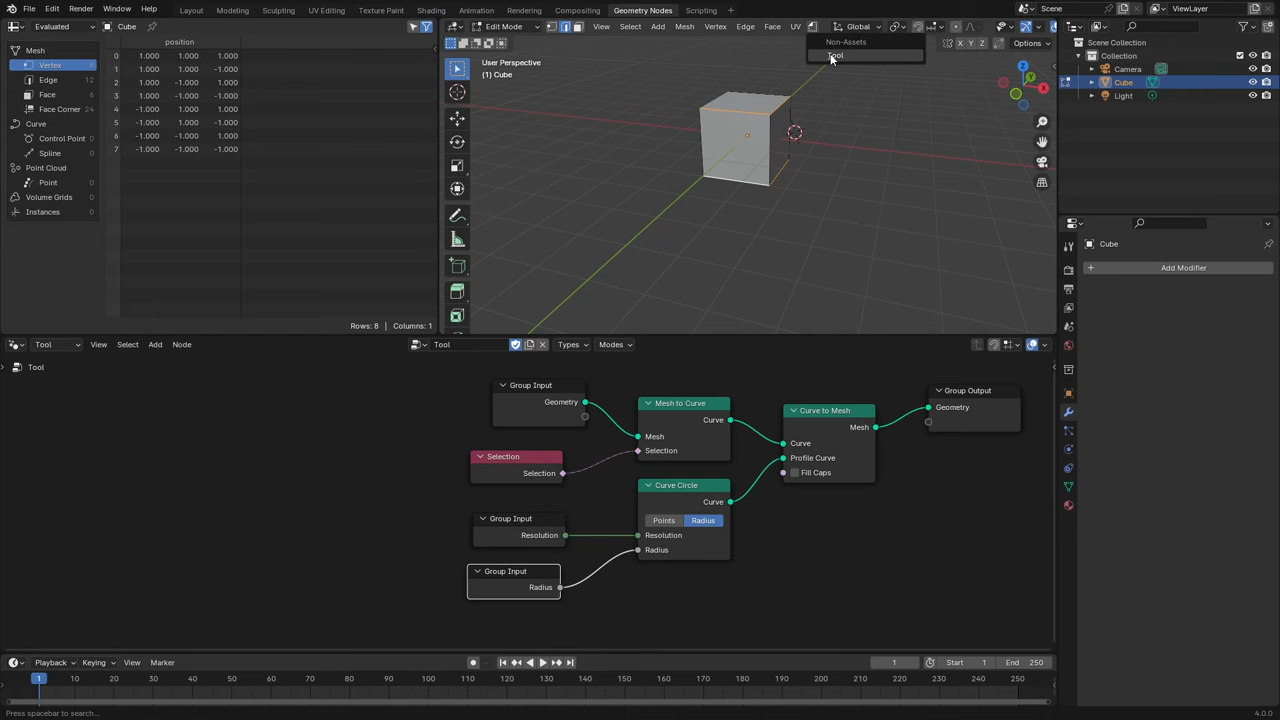 File Edit Render Window Help
Layout Modeling Sculpting UV Editing Texture Paint Shading Animation Rendering Compositing Geometry Nodes Scripting
Scene
ViewLayer
Evaluated
Cube
Mesh
Vertex 8
Edge 12
Face 6
Face Corner 24
Curve
Control Point 0
Spline 0
Point Cloud
Point 0
Volume Grids 0
Instances 0
position
0 1.000 1.000 1.000
1 1.000 1.000 -1.000
2 1.000 -1.000 1.000
3 1.000 -1.000 -1.000
4 -1.000 1.000 1.000
5 -1.000 1.000 -1.000
6 -1.000 -1.000 1.000
7 -1.000 -1.000 -1.000
Rows: 8 Columns: 1
Edit Mode
View Select Add Mesh Vertex Edge Face UV
Global
X Y Z
Options
User Perspective
(1) Cube
Non-Assets
Z
Y
X
Scene Collection
Collection
Camera
Cube
Light
Cube
Add Modifier
Tool
View Select Add Node
Tool
Types
Modes
Tool
Group Input
Geometry
Selection
Selection
Group Input
Resolution
Group Input
Radius
Mesh to Curve
Curve
Mesh
Selection
Curve Circle
Curve
Points Radius
Resolution
Radius
Curve to Mesh
Mesh
Curve
Profile Curve
Fill Caps
Group Output
Geometry
Playback Keying View Marker
1
Start 1
End 250
1 10 20 30 40 50 60 70 80 90 100 110 120 130 140 150 160 170 180 190 200 210 220 230 240 250
Press spacebar to search...
4.0.0